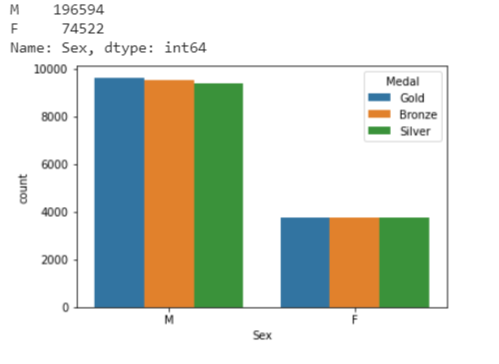 M    196594
F     74522
Name: Sex, dtype: int64
10000
8000
6000
4000
2000
0
count
Medal
Gold
Bronze
Silver
M F
Sex